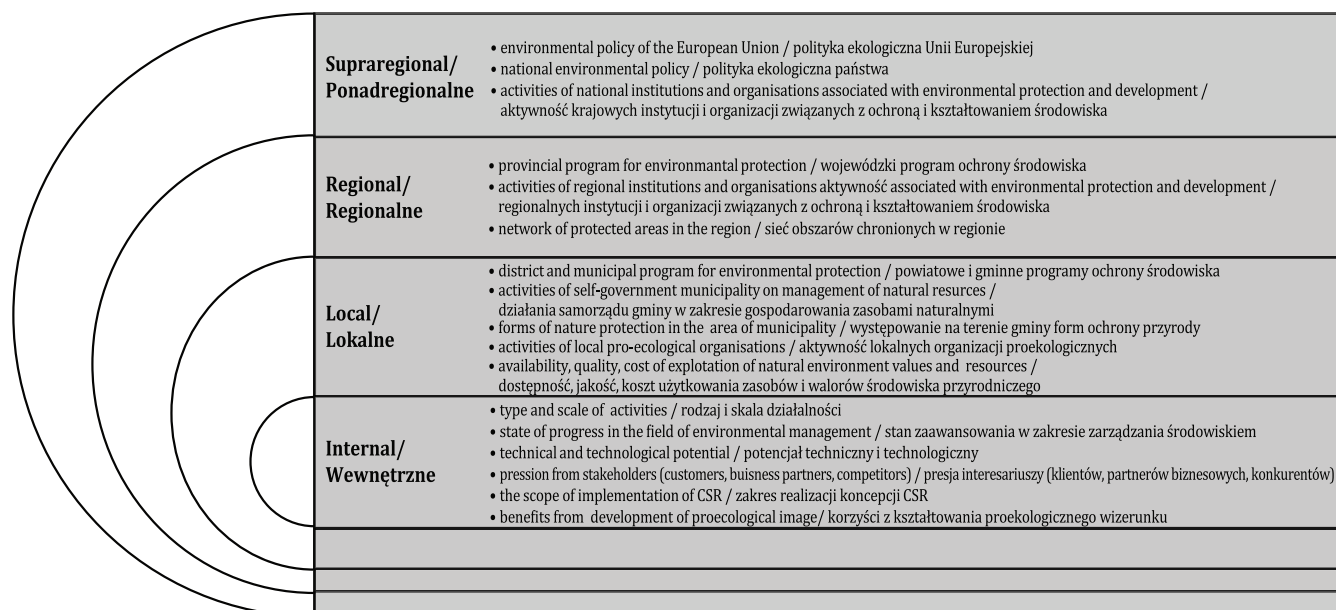 Supraregional/
Ponadregionalne
• environmental policy of the European Union / polityka ekologiczna Unii Europejskiej
• national environmental policy / polityka ekologiczna państwa
• activities of national institutions and organisations associated with environmental protection and development /
aktywność krajowych instytucji i organizacji związanych z ochroną i kształtowaniem środowiska
Regional/
Regionalne
• provincial program for environmantal protection / wojewódzki program ochrony środowiska
• activities of regional institutions and organisations aktywność associated with environmental protection and development /
regionalnych instytucji i organizacji związanych z ochroną i kształtowaniem środowiska
• network of protected areas in the region / sieć obszarów chronionych w regionie
Local/
Lokalne
• district and municipal program for environmental protection / powiatowe i gminne programy ochrony środowiska
• activities of self-government municipality on management of natural resurces /
działania samorządu gminy w zakresie gospodarowania zasobami naturalnymi
• forms of nature protection in the area of municipality / występowanie na terenie gminy form ochrony przyrody
• activities of local pro-ecological organisations / aktywność lokalnych organizacji proekologicznych
• availability, quality, cost of explotation of natural environment values and resources /
dostępność, jakość, koszt użytkowania zasobów i walorów środowiska przyrodniczego
Internal/
Wewnętrzne
• type and scale of activities / rodzaj i skala działalności
• state of progress in the field of environmental management / stan zaawansowania w zakresie zarządzania środowiskiem
• technical and technological potential / potencjał techniczny i technologiczny
• pression from stakeholders (customers, buisness partners, competitors) / presja interesariuszy (klientów, partnerów biznesowych, konkurentów)
• the scope of implementation of CSR / zakres realizacji koncepcji CSR
• benefits from development of proecological image/ korzyści z kształtowania proekologicznego wizerunku